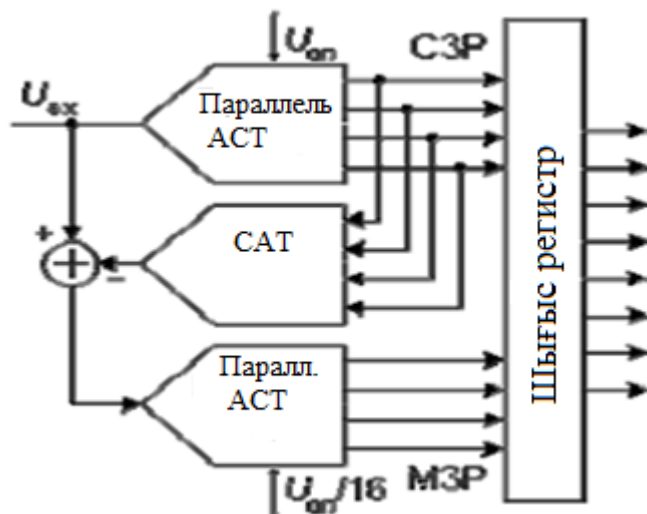 Uоп
СЗР
Uвх
Параллель
АСТ
САТ
+
−
Паралл.
АСТ
Шығыс регистр
Uоп/16
МЗР